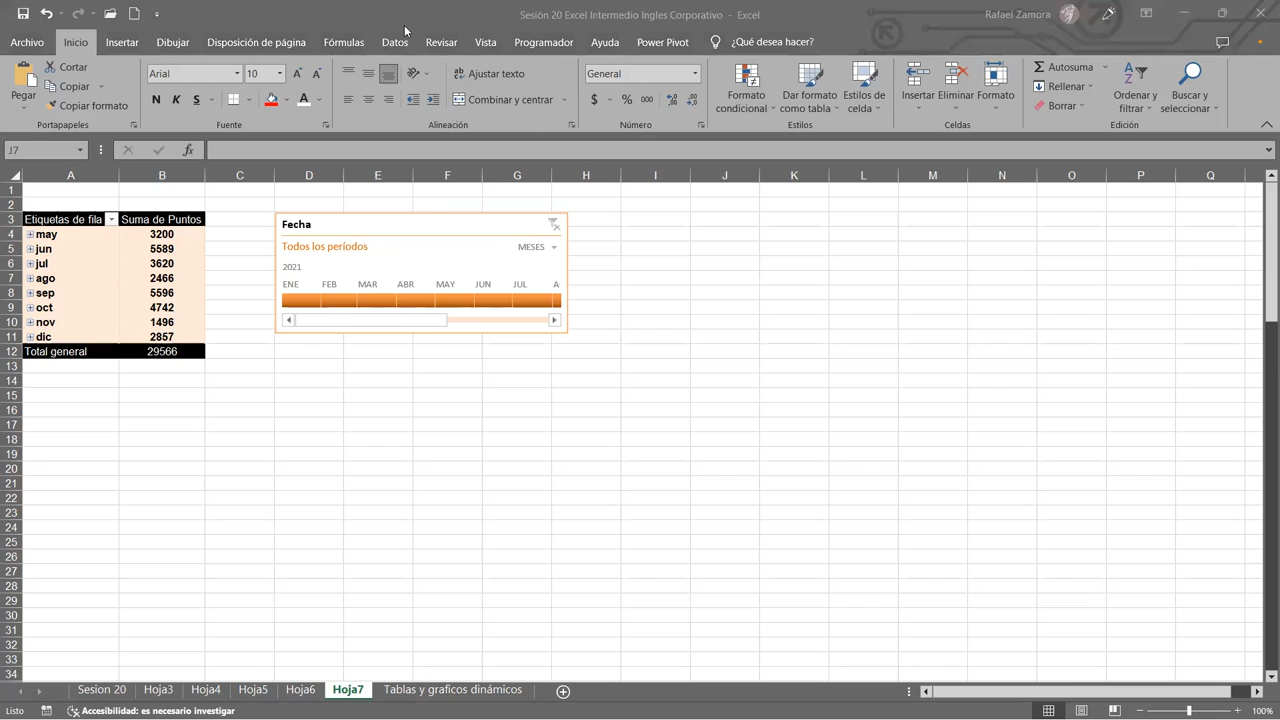 Sesión 20 Excel Intermedio Ingles Corporativo - Excel
Rafael Zamora
Archivo Inicio Insertar Dibujar Disposición de página Fórmulas Datos Revisar Vista Programador Ayuda Power Pivot ¿Qué desea hacer?
Pegar
Cortar
Copiar
Copiar formato
Portapapeles
Arial 10
N K S
Fuente
Ajustar texto
Combinar y centrar
Alineación
General
$ % 000
Número
Formato condicional
Dar formato como tabla
Estilos de celda
Estilos
Insertar
Eliminar
Formato
Celdas
Autosuma
Rellenar
Borrar
Ordenar y filtrar
Buscar y seleccionar
Edición
J7
fx
A B C D E F G H I J K L M N O P Q
1
2
3 Etiquetas de fila Suma de Puntos
4 may 3200
5 jun 5589
6 jul 3620
7 ago 2466
8 sep 5596
9 oct 4742
10 nov 1496
11 dic 2857
12 Total general 29566
13
14
15
16
17
18
19
20
21
22
23
24
25
26
27
28
29
30
31
32
33
34
Fecha
Todos los períodos MESES
2021
ENE FEB MAR ABR MAY JUN JUL A
Sesion 20 Hoja3 Hoja4 Hoja5 Hoja6 Hoja7 Tablas y graficos dinámicos
Listo Accesibilidad: es necesario investigar 100%